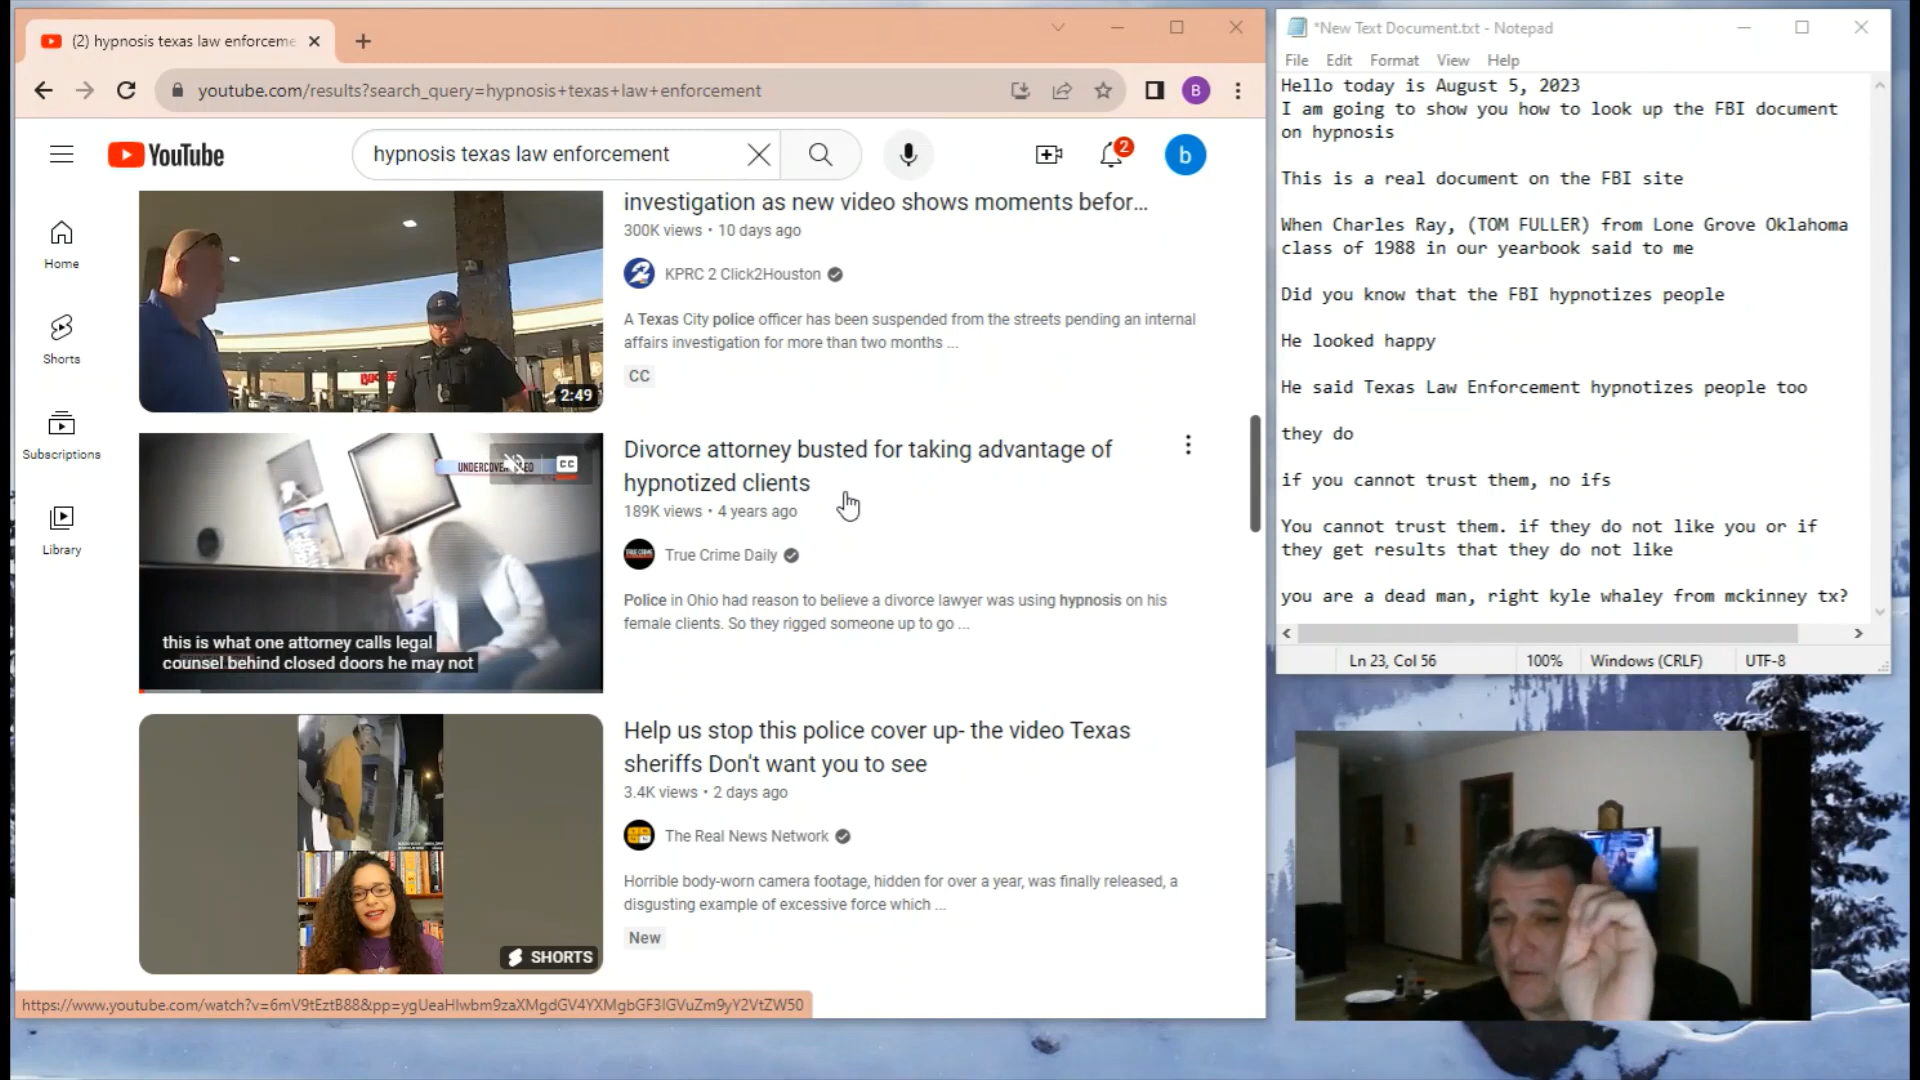 (2) hypnosis texas law enforceme
youtube.com/results?search_query=hypnosis+texas+law+enforcement
B
YouTube
hypnosis texas law enforcement
2
b
Home
Shorts
Subscriptions
Library
2:49
investigation as new video shows moments befor...
300K views • 10 days ago
KPRC 2 Click2Houston
A Texas City police officer has been suspended from the streets pending an internal
affairs investigation for more than two months ...
CC
CC
this is what one attorney calls legal
counsel behind closed doors he may not
Divorce attorney busted for taking advantage of
hypnotized clients
189K views • 4 years ago
True Crime Daily
Police in Ohio had reason to believe a divorce lawyer was using hypnosis on his
female clients. So they rigged someone up to go ...
SHORTS
Help us stop this police cover up- the video Texas
sheriffs Don't want you to see
3.4K views • 2 days ago
The Real News Network
Horrible body-worn camera footage, hidden for over a year, was finally released, a
disgusting example of excessive force which ...
New
*New Text Document.txt - Notepad
File Edit Format View Help
Hello today is August 5, 2023
I am going to show you how to look up the FBI document
on hypnosis
This is a real document on the FBI site
When Charles Ray, (TOM FULLER) from Lone Grove Oklahoma
class of 1988 in our yearbook said to me
Did you know that the FBI hypnotizes people
He looked happy
He said Texas Law Enforcement hypnotizes people too
they do
if you cannot trust them, no ifs
You cannot trust them. if they do not like you or if
they get results that they do not like
you are a dead man, right kyle whaley from mckinney tx?
Ln 23, Col 56 100% Windows (CRLF) UTF-8